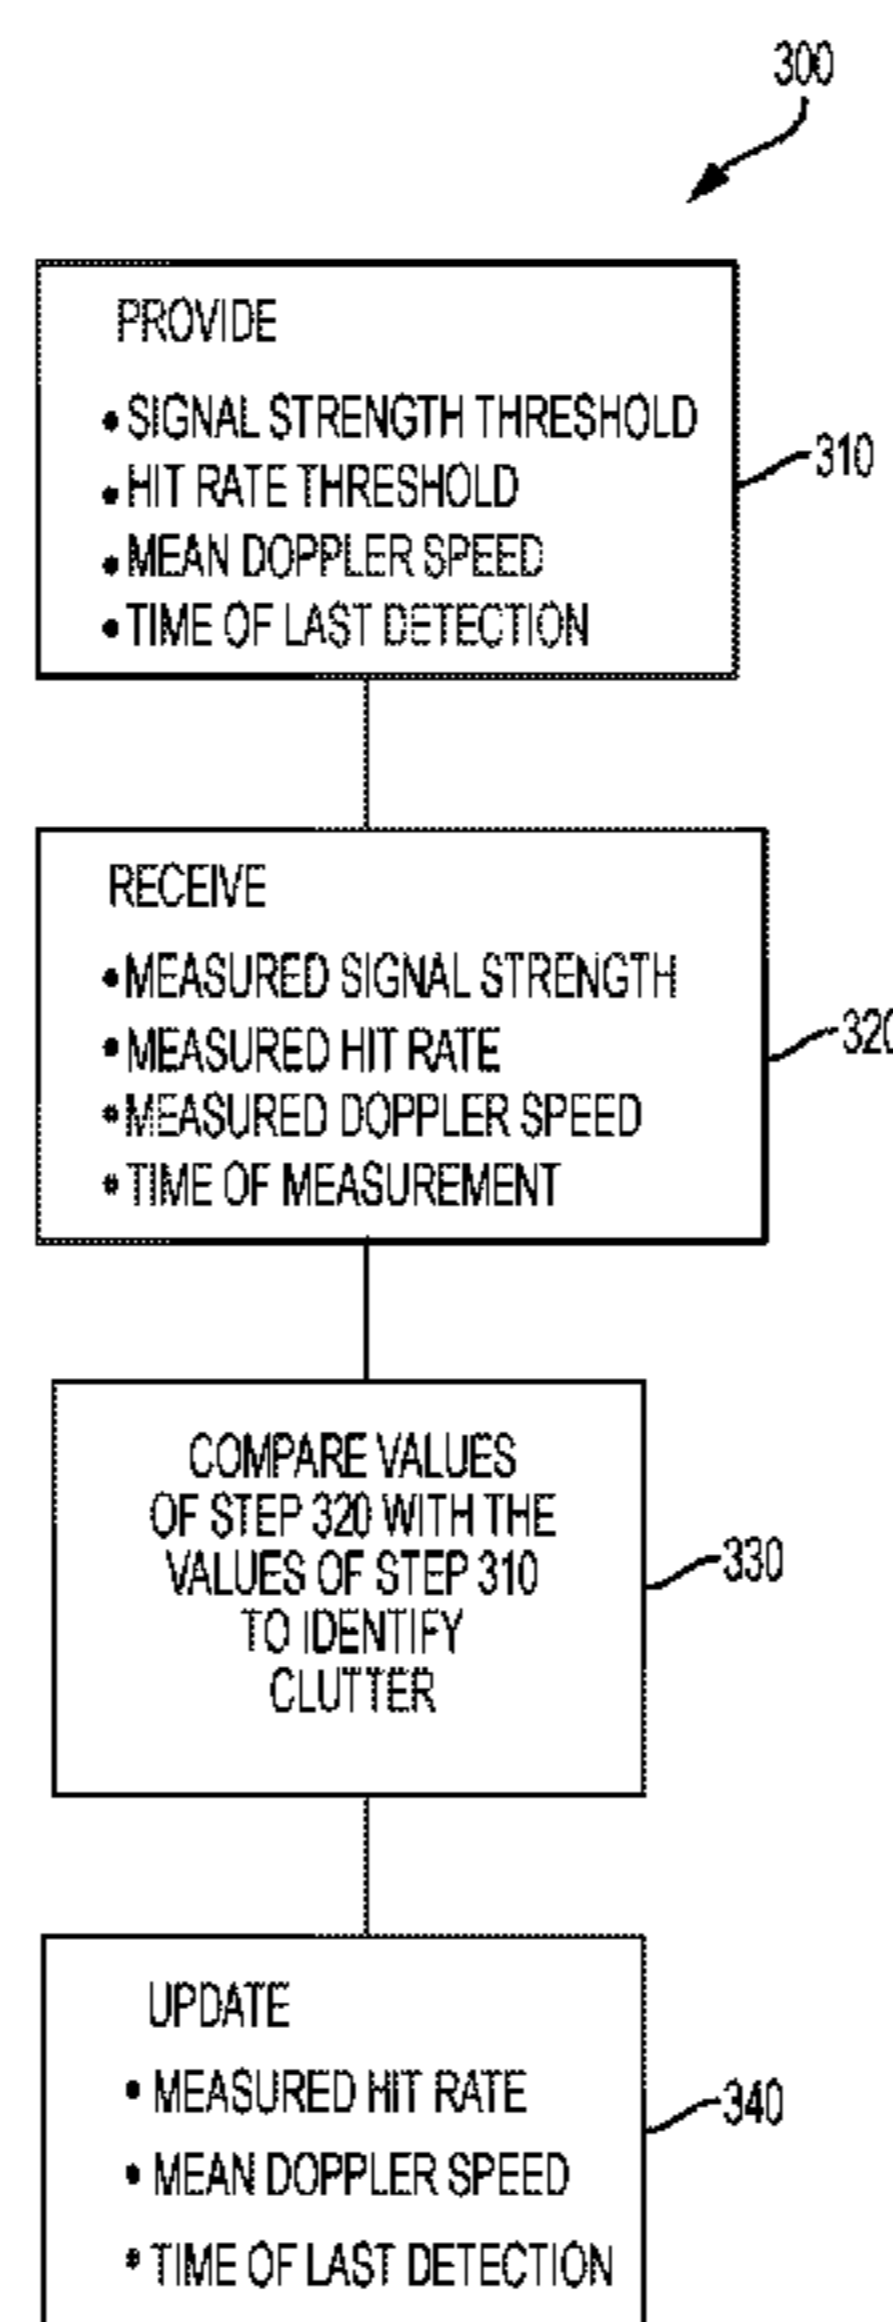 300
PROVIDE
• SIGNAL STRENGTH THRESHOLD
• HIT RATE THRESHOLD
• MEAN DOPPLER SPEED
• TIME OF LAST DETECTION
310
RECEIVE
• MEASURED SIGNAL STRENGTH
• MEASURED HIT RATE
• MEASURED DOPPLER SPEED
• TIME OF MEASUREMENT
320
COMPARE VALUES
OF STEP 320 WITH THE
VALUES OF STEP 310
TO IDENTIFY
CLUTTER
330
UPDATE
• MEASURED HIT RATE
• MEAN DOPPLER SPEED
• TIME OF LAST DETECTION
340